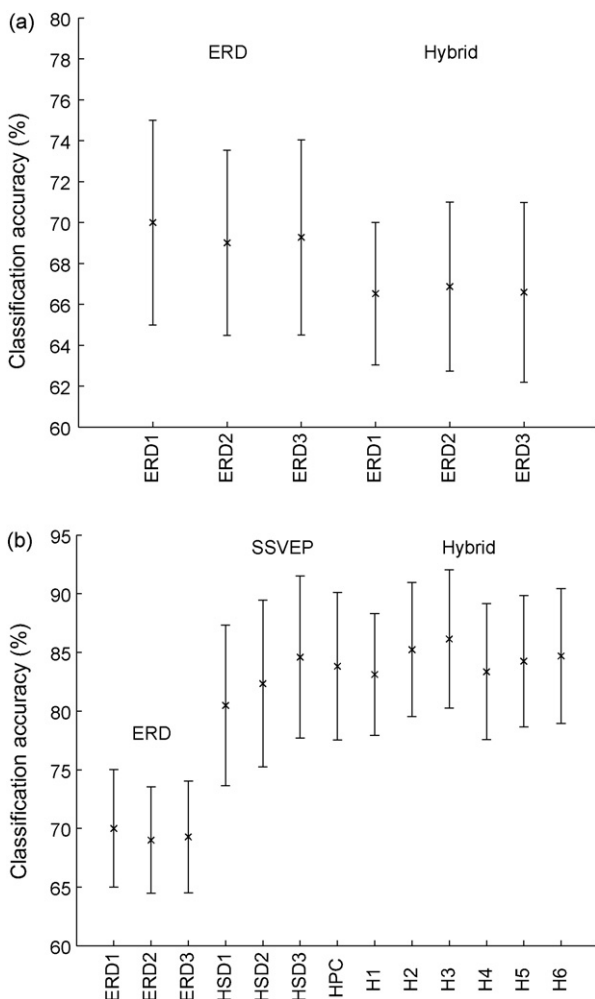 (a)
ERD Hybrid
Classification accuracy (%)
80
78
76
74
72
70
68
66
64
62
60
ERD1 ERD2 ERD3 ERD1 ERD2 ERD3
(b)
SSVEP Hybrid
ERD
Classification accuracy (%)
95
90
85
80
75
70
65
60
ERD1 ERD2 ERD3 HSD1 HSD2 HSD3 HPC H1 H2 H3 H4 H5 H6